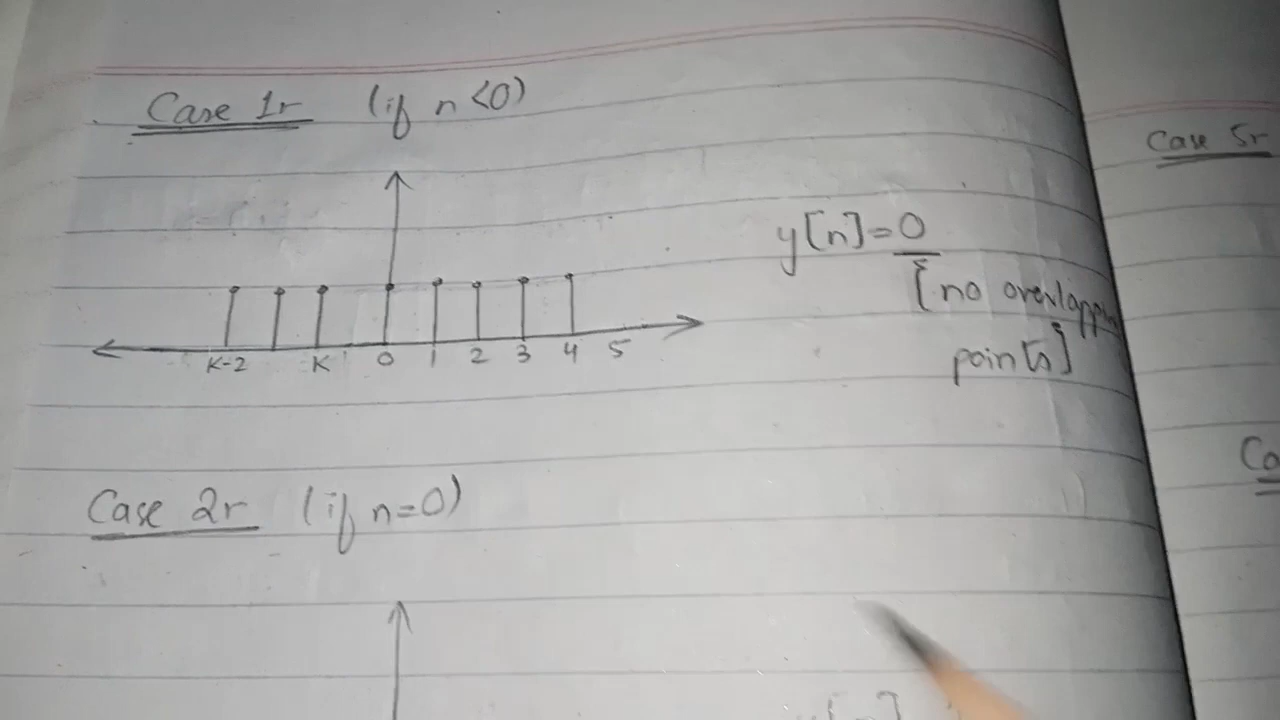 Case 1r (if n<0)
y[n]=0
[no overlapping
points]
K-2 K 0 1 2 3 4 5
Case 2r (if n=0)
Case 5r